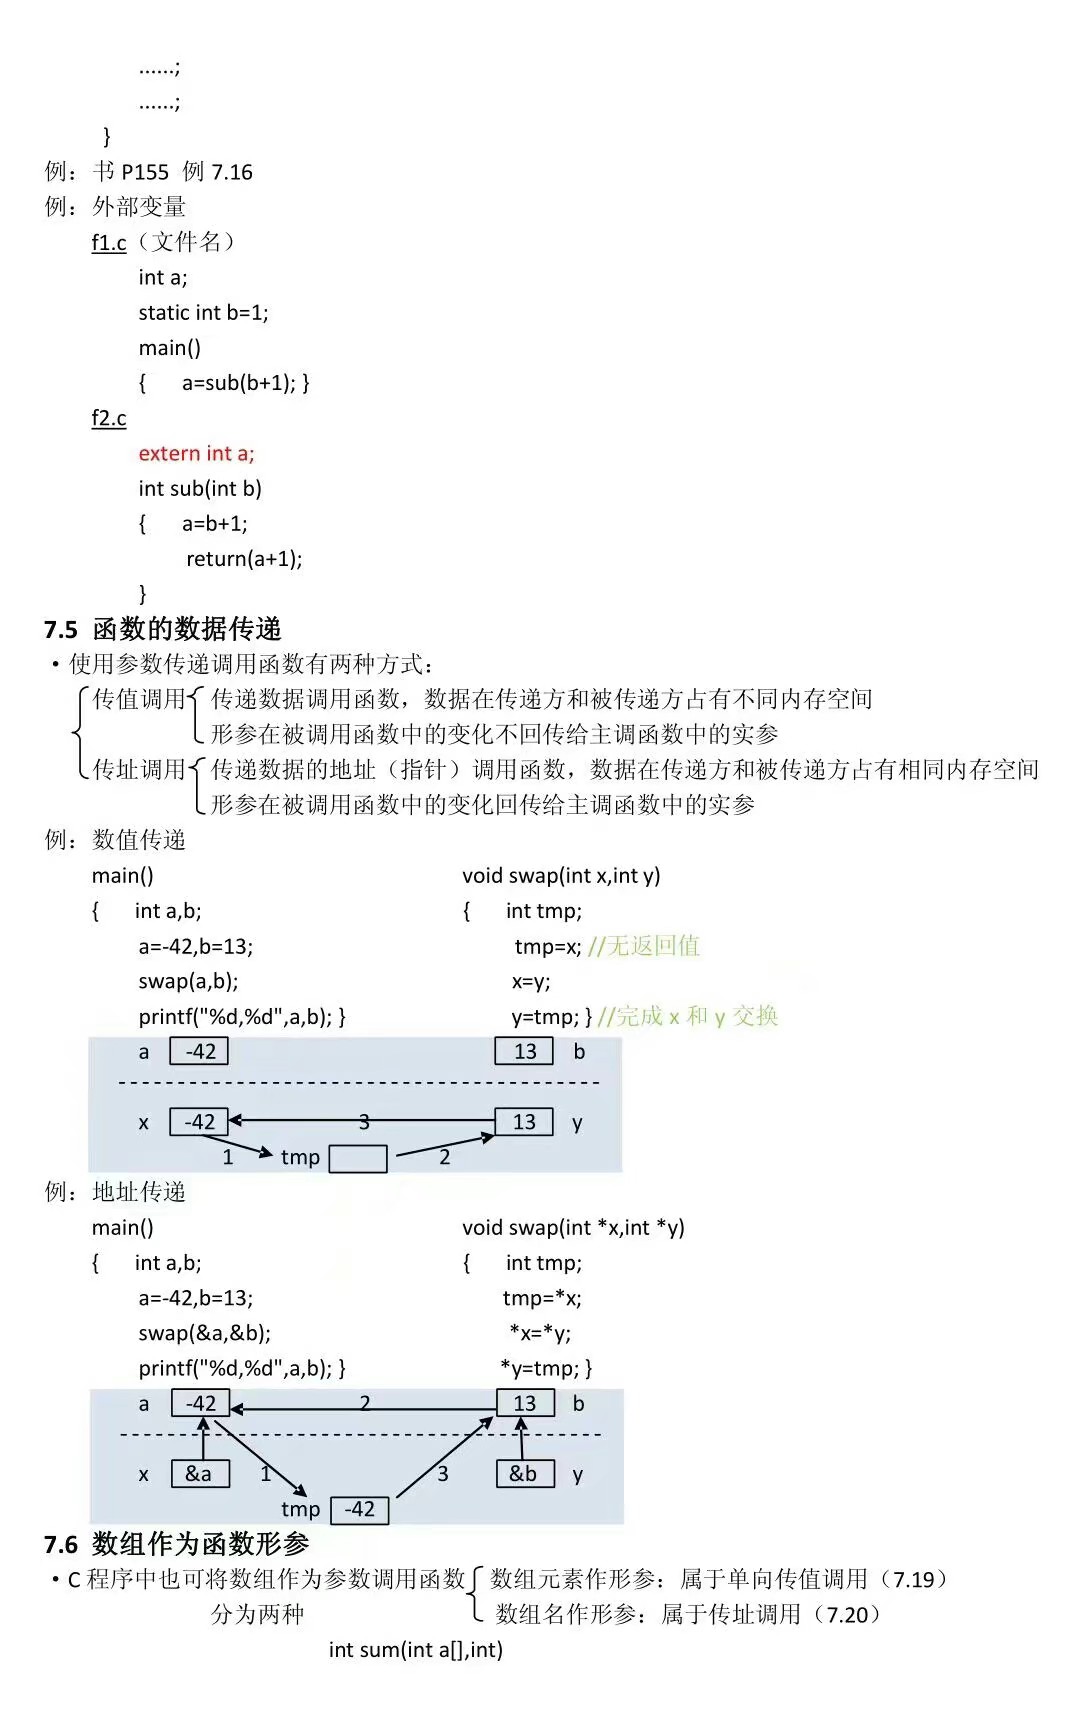 ......;
......;
}
例：书 P155 例 7.16
例：外部变量
f1.c（文件名）
int a;
static int b=1;
main()
{ a=sub(b+1); }
f2.c
extern int a;
int sub(int b)
{ a=b+1;
return(a+1);
}
7.5 函数的数据传递
·使用参数传递调用函数有两种方式：
传值调用 传递数据调用函数，数据在传递方和被传递方占有不同内存空间
形参在被调用函数中的变化不回传给主调函数中的实参
传址调用 传递数据的地址（指针）调用函数，数据在传递方和被传递方占有相同内存空间
形参在被调用函数中的变化回传给主调函数中的实参
例：数值传递
main() void swap(int x,int y)
{ int a,b; { int tmp;
a=-42,b=13; tmp=x; //无返回值
swap(a,b); x=y;
printf("%d,%d",a,b); } y=tmp; } //完成 x 和 y 交换
a -42 13 b
x -42 3 13 y
1 tmp 2
例：地址传递
main() void swap(int *x,int *y)
{ int a,b; { int tmp;
a=-42,b=13; tmp=*x;
swap(&a,&b); *x=*y;
printf("%d,%d",a,b); } *y=tmp; }
a -42 2 13 b
x &a 1 3 &b y
tmp -42
7.6 数组作为函数形参
·C 程序中也可将数组作为参数调用函数 数组元素作形参：属于单向传值调用（7.19）
分为两种 数组名作形参：属于传址调用（7.20）
int sum(int a[],int)